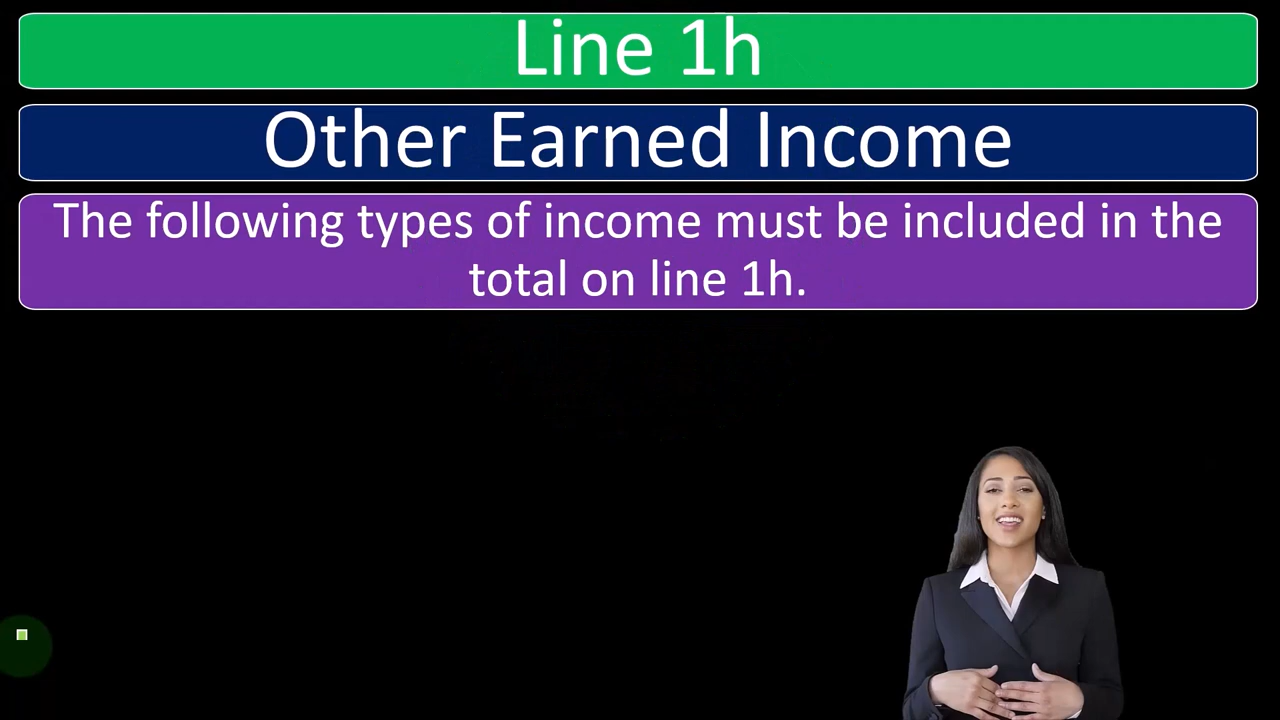 Line 1h
Other Earned Income
The following types of income must be included in the
total on line 1h.